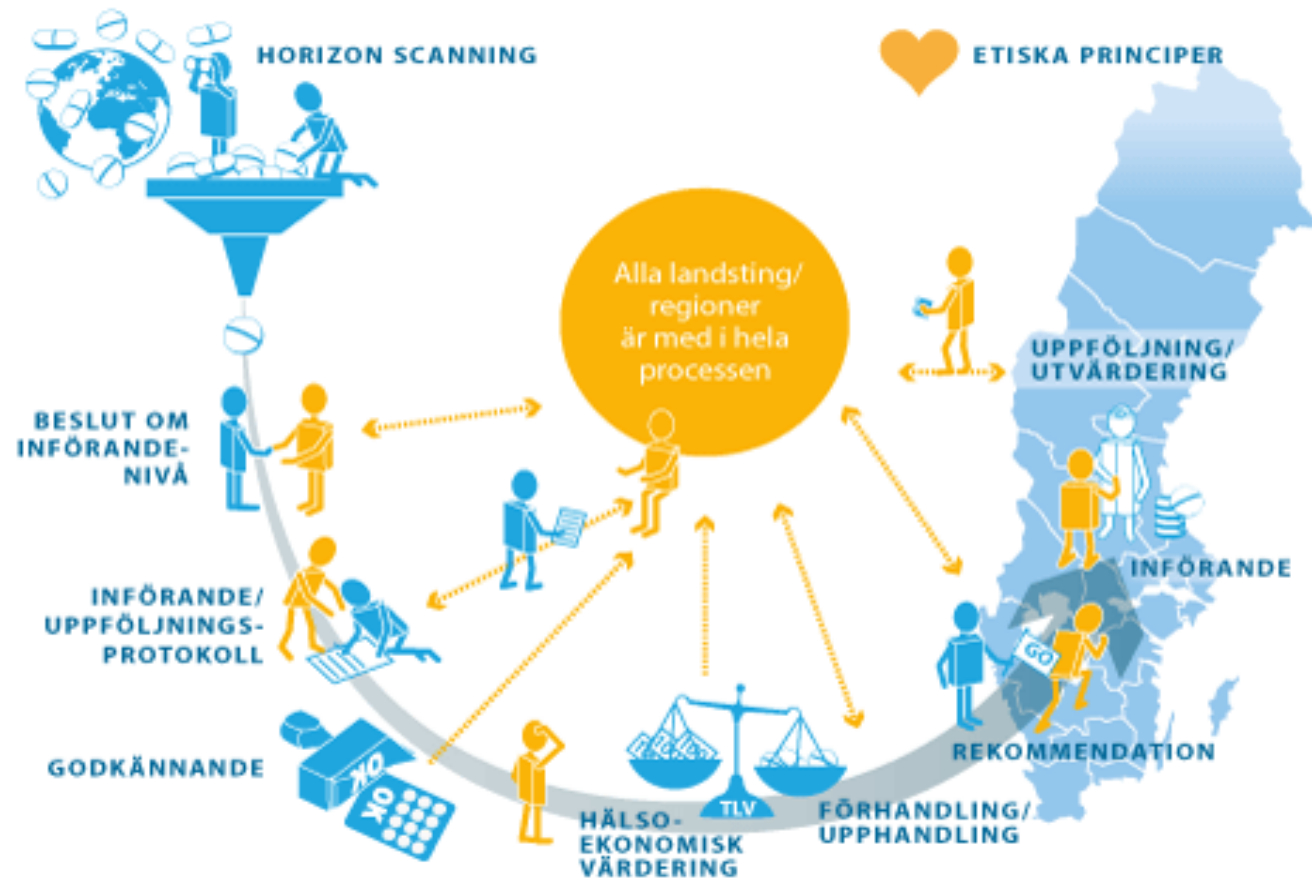 HORIZON SCANNING
ETISKA PRINCIPER
Alla landsting/
regioner
är med i hela
processen
UPPFÖLJNING/
UTVÄRDERING
BESLUT OM
INFÖRANDE-
NIVÅ
INFÖRANDE
INFÖRANDE/
UPPFÖLJNINGS-
PROTOKOLL
GO
REKOMMENDATION
GODKÄNNANDE
OK
OK
TLV
HÄLSO-
EKONOMISK
VÄRDERING
FÖRHANDLING/
UPPHANDLING